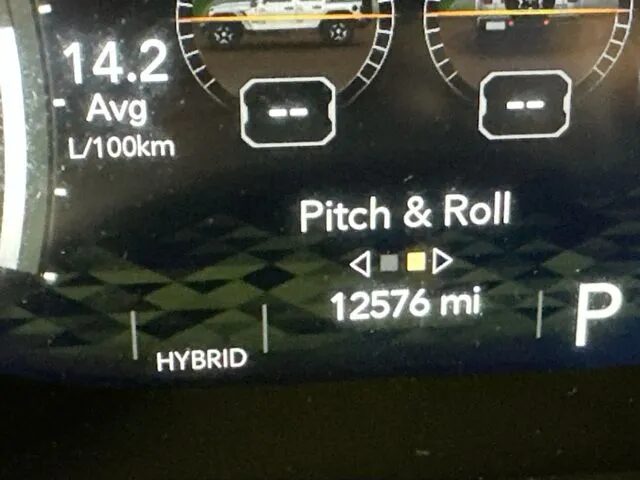 14.2
Avg
L/100km
--
--
Pitch & Roll
12576 mi
P
HYBRID